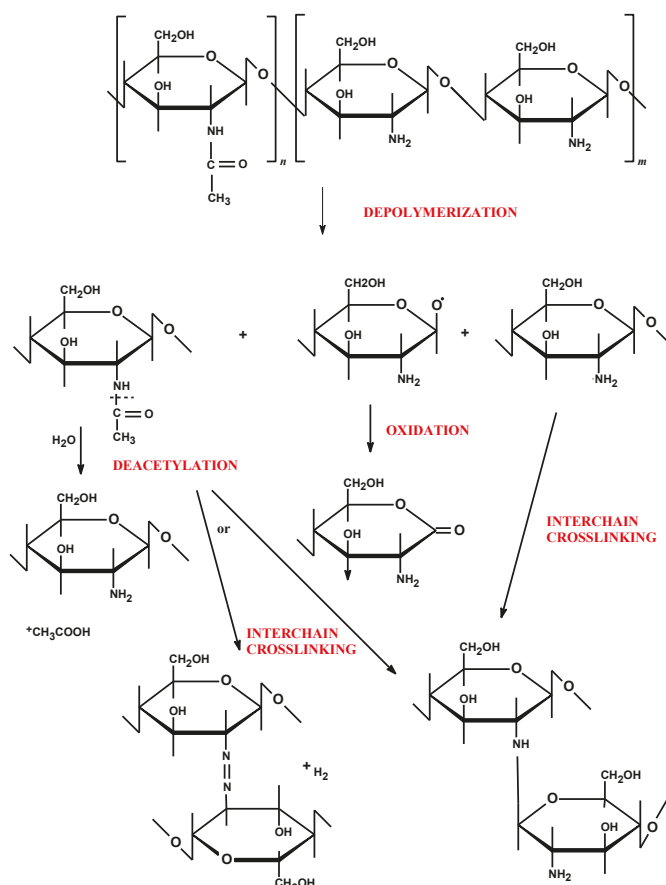 CH₂OH
O
O
OH
NH
C
O
CH₃
n
CH₂OH
O
O
OH
NH₂
CH₂OH
O
O
OH
NH₂
m
DEPOLYMERIZATION
CH₂OH
O
O
OH
NH
C
O
CH₃
+
CH2OH
O
O•
OH
NH₂
+
CH₂OH
O
O
OH
NH₂
H₂O
DEACETYLATION
OXIDATION
CH₂OH
O
O
OH
NH₂
+CH₃COOH
or
CH₂OH
O
O
OH
NH₂
INTERCHAIN
CROSSLINKING
INTERCHAIN
CROSSLINKING
CH₂OH
O
O
OH
N
N
+ H₂
OH
O
O
CH₂OH
CH₂OH
O
O
OH
NH
CH₂OH
O
O
OH
NH₂